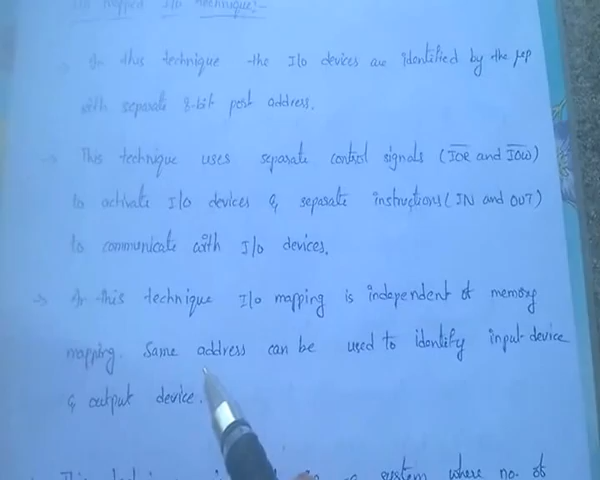 I/O mapped I/O technique:-
→ In this technique the I/O devices are identified by the μp
with separate 8-bit port address.
→ This technique uses separate control signals (I̅O̅R̅ and I̅O̅W̅)
to activate I/O devices & separate instructions (IN and OUT)
to communicate with I/O devices.
→ In this technique I/O mapping is independent of memory
mapping. Same address can be used to identify input-device
& output device.
system where no. of